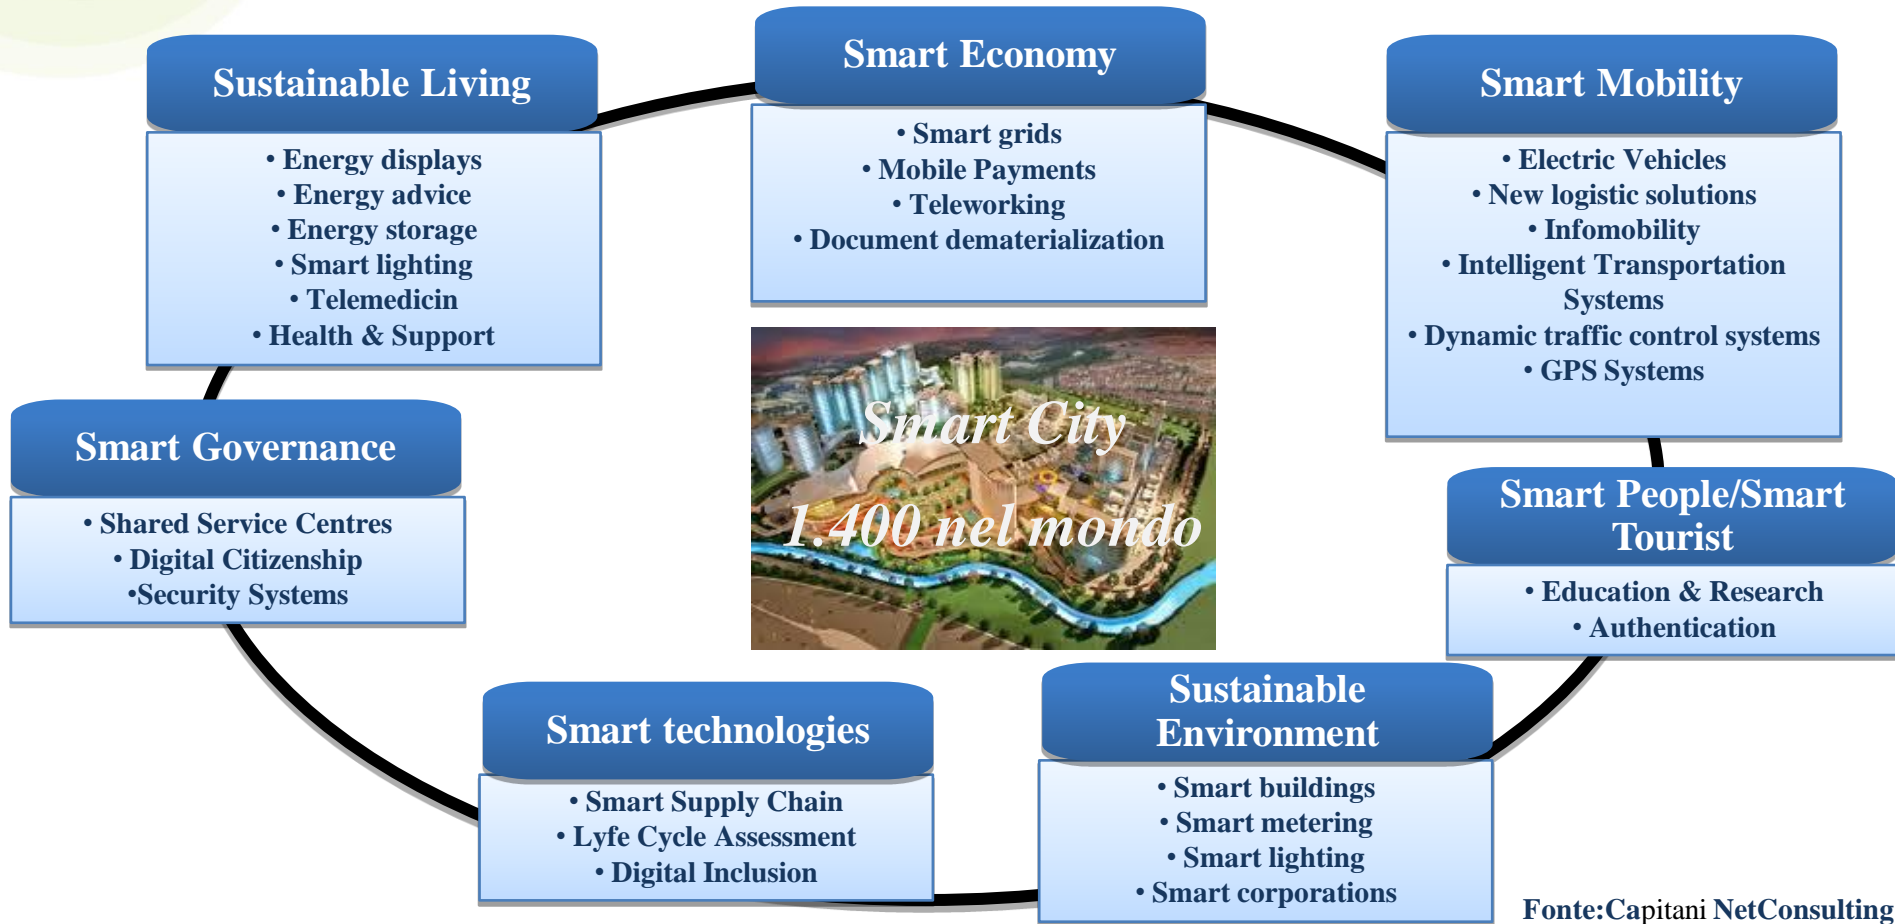 Sustainable Living
• Energy displays
• Energy advice
• Energy storage
• Smart lighting
• Telemedicin
• Health & Support
Smart Economy
• Smart grids
• Mobile Payments
• Teleworking
• Document dematerialization
Smart Mobility
• Electric Vehicles
• New logistic solutions
• Infomobility
• Intelligent Transportation
Systems
• Dynamic traffic control systems
• GPS Systems
Smart City
1.400 nel mondo
Smart Governance
• Shared Service Centres
• Digital Citizenship
•Security Systems
Smart People/Smart
Tourist
• Education & Research
• Authentication
Smart technologies
• Smart Supply Chain
• Lyfe Cycle Assessment
• Digital Inclusion
Sustainable
Environment
• Smart buildings
• Smart metering
• Smart lighting
• Smart corporations
Fonte:Capitani NetConsulting